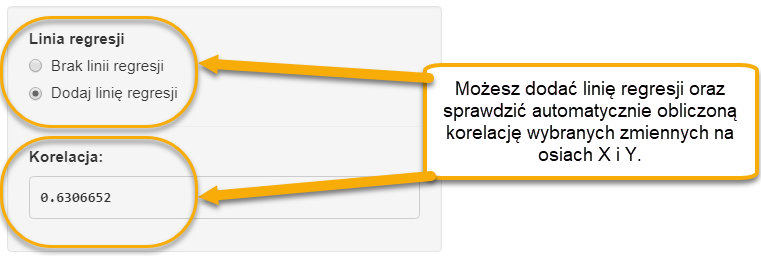 Linia regresji
Brak linii regresji
Dodaj linię regresji
Korelacja:
0.6306652
Możesz dodać linię regresji oraz
sprawdzić automatycznie obliczoną
korelację wybranych zmiennych na
osiach X i Y.